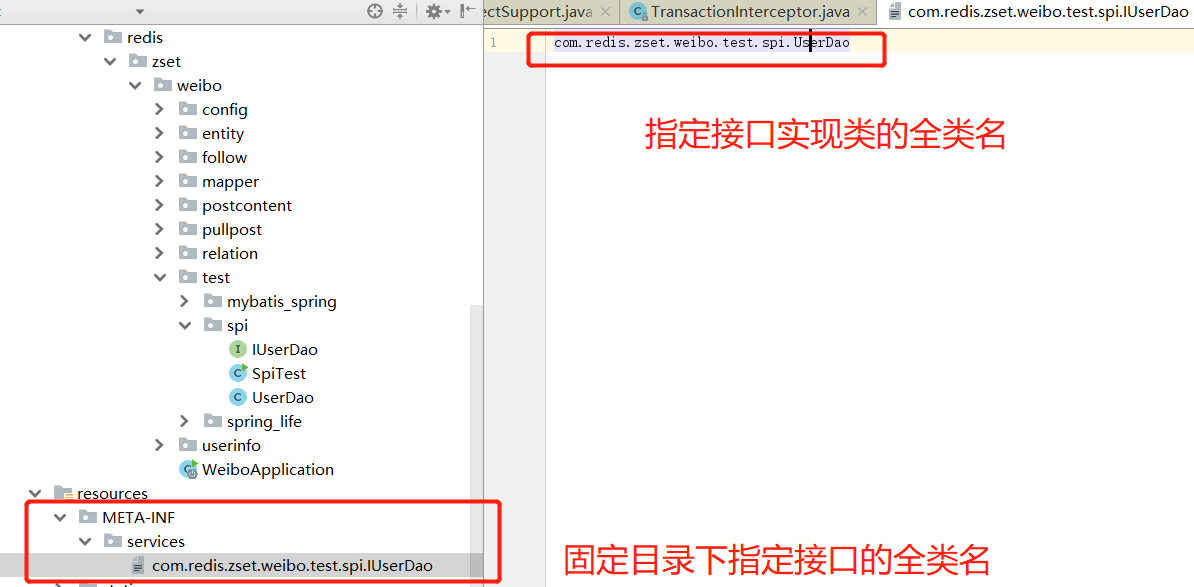 ectSupport.java
TransactionInterceptor.java
com.redis.zset.weibo.test.spi.IUserDao
redis
zset
weibo
config
entity
follow
mapper
postcontent
pullpost
relation
test
mybatis_spring
spi
IUserDao
SpiTest
UserDao
spring_life
userinfo
WeiboApplication
resources
META-INF
services
com.redis.zset.weibo.test.spi.IUserDao
1
com.redis.zset.weibo.test.spi.UserDao
指定接口实现类的全类名
固定目录下指定接口的全类名